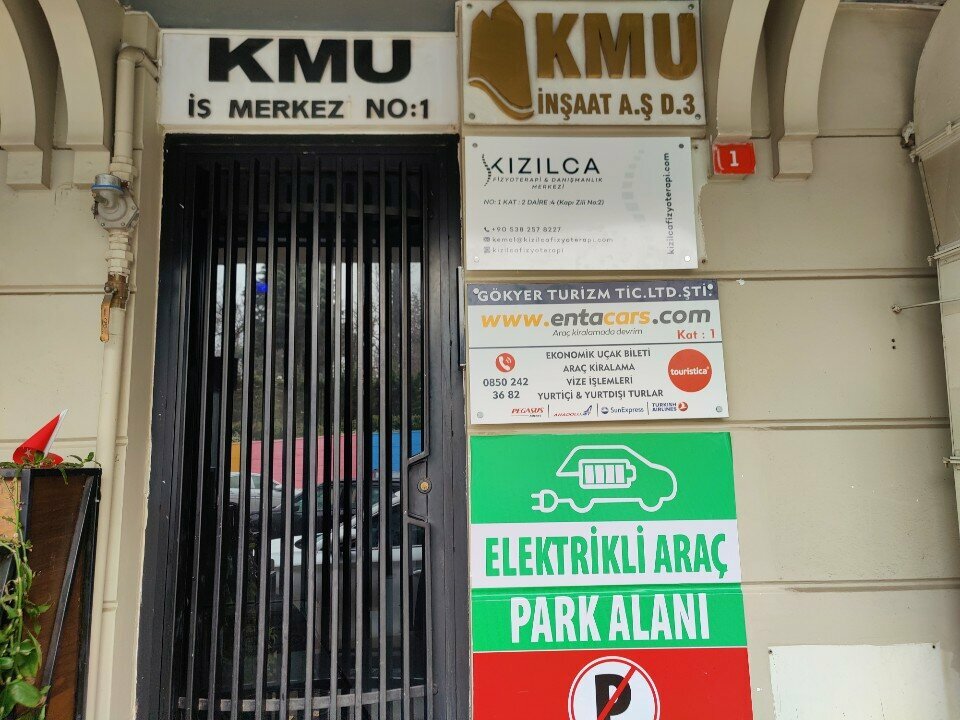 KMU
İS MERKEZ NO:1
KMU
İNŞAAT A.Ş D.3
1
KIZILCA
FİZYOTERAPİ & DANIŞMANLIK
MERKEZİ
NO: 1 KAT : 2 DAİRE :4 (Kapı Zili No:2)
+90 538 257 8227
kemal@kizilcafizyoterapi.com
kizilcafizyoterapi
kizilcafizyoterapi.com
GÖKYER TURİZM TİC.LTD.ŞTİ.
www.entacars.com
Araç kiralamada devrim
Kat : 1
0850 242
36 82
EKONOMİK UÇAK BİLETİ
ARAÇ KİRALAMA
VİZE İŞLEMLERİ
YURTİÇİ & YURTDIŞI TURLAR
touristica
PEGASUS
ANADOLUJET
SunExpress
TURKISH
AIRLINES
ELEKTRİKLİ ARAÇ
PARK ALANI
P